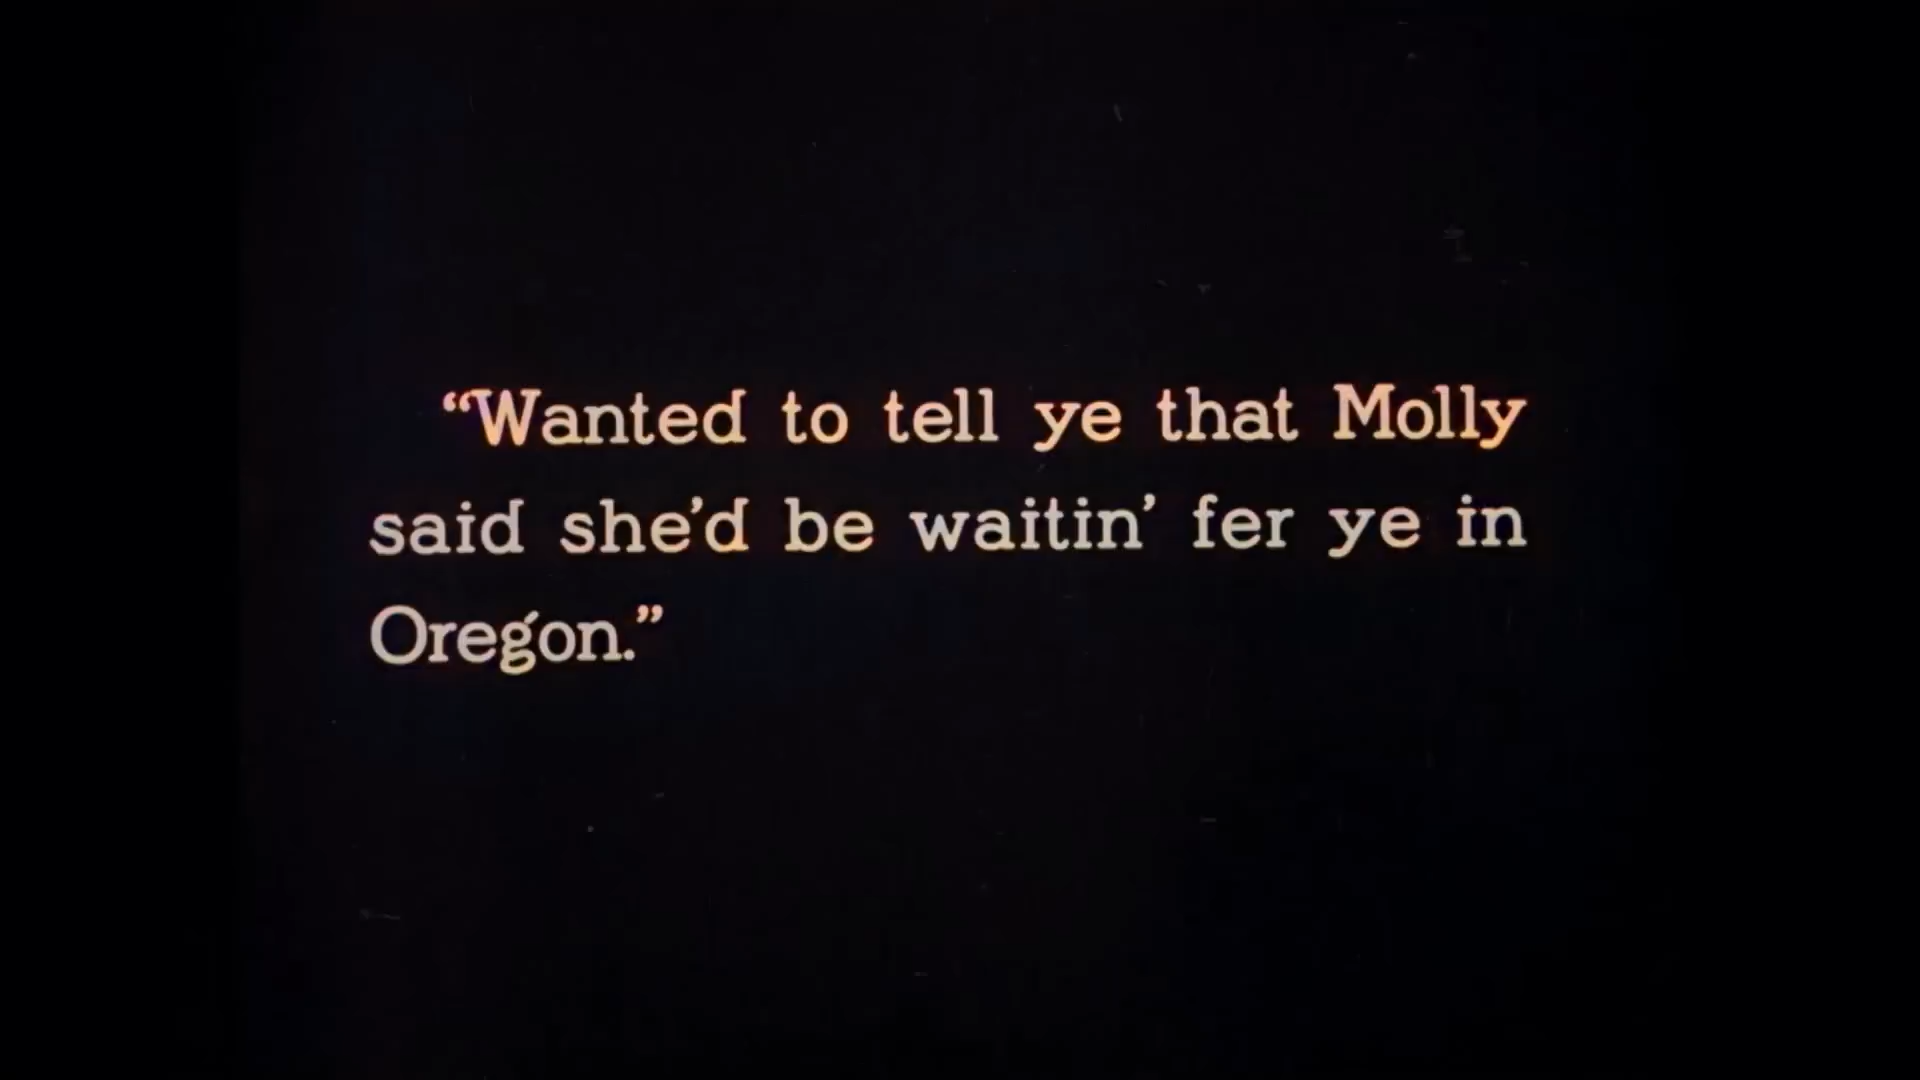 “Wanted to tell ye that Molly
said she’d be waitin’ fer ye in
Oregon.”